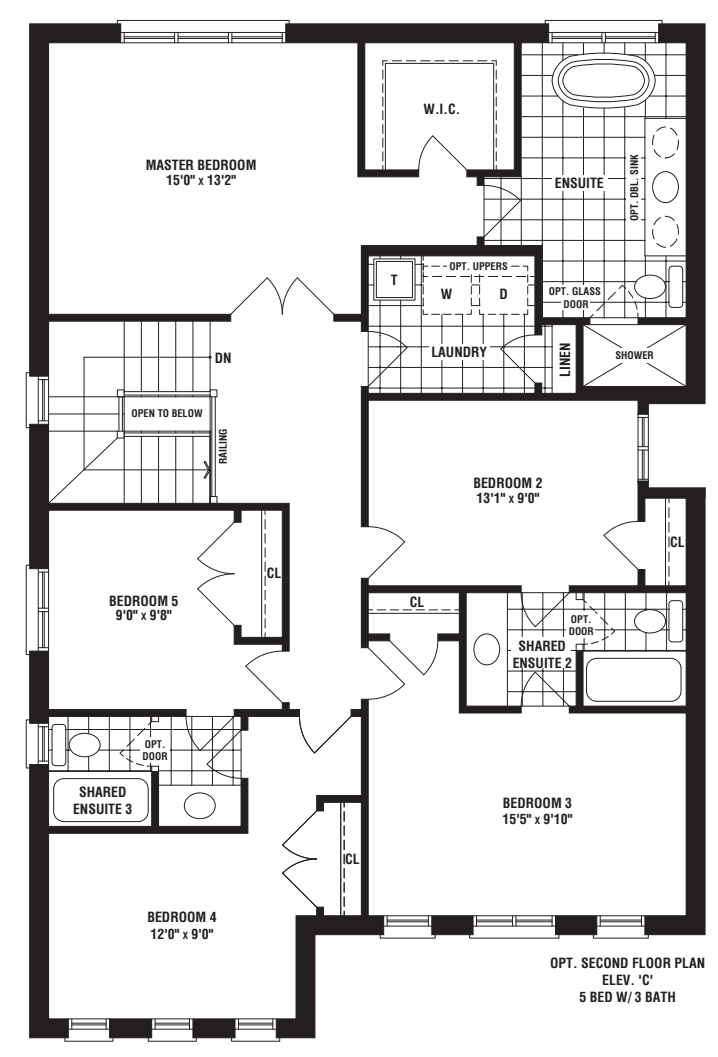 W.I.C.
MASTER BEDROOM
15'0" x 13'2"
ENSUITE
OPT. DBL. SINK
T
OPT. UPPERS
W
D
OPT. GLASS
DOOR
LAUNDRY
LINEN
SHOWER
DN
OPEN TO BELOW
RAILING
BEDROOM 2
13'1" x 9'0"
CL
BEDROOM 5
9'0" x 9'8"
CL
CL
OPT.
DOOR
SHARED
ENSUITE 2
OPT.
DOOR
SHARED
ENSUITE 3
BEDROOM 3
15'5" x 9'10"
CL
BEDROOM 4
12'0" x 9'0"
OPT. SECOND FLOOR PLAN
ELEV. 'C'
5 BED W/ 3 BATH